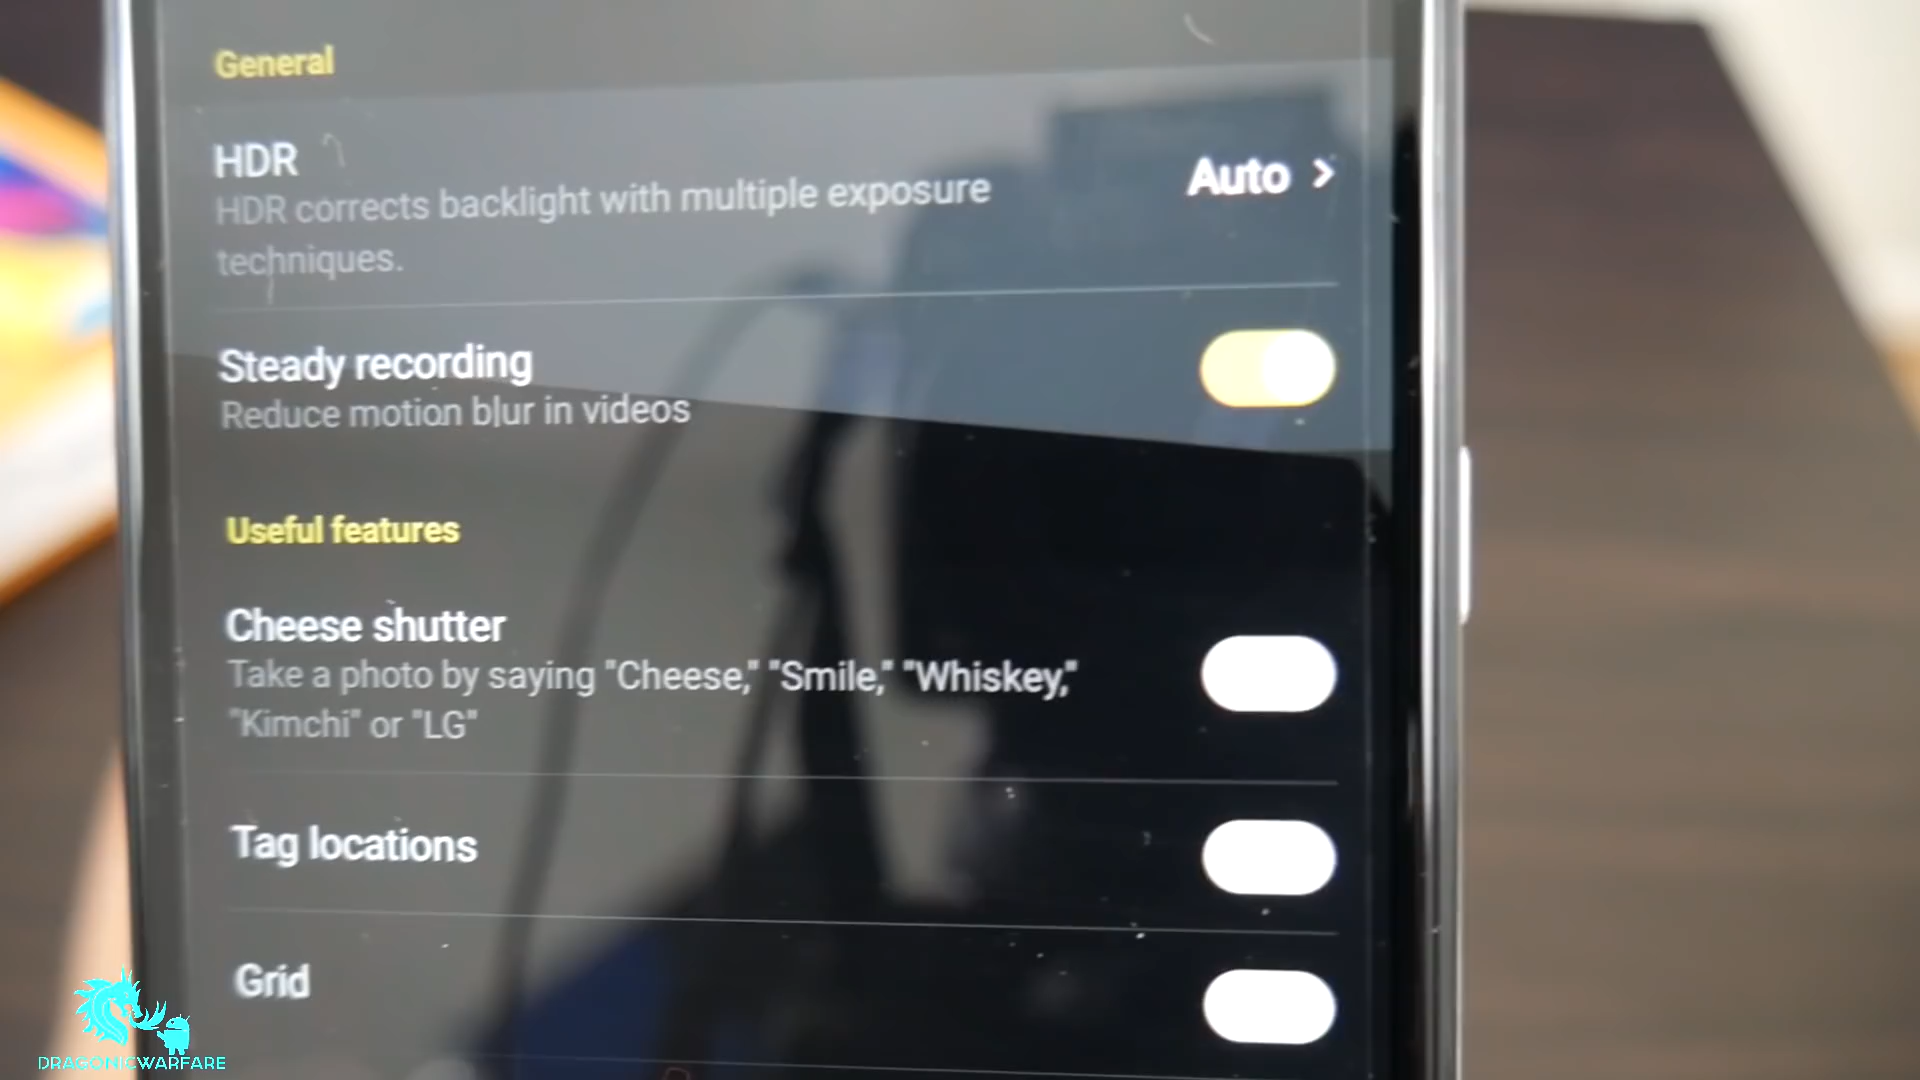 General
HDR
HDR corrects backlight with multiple exposure
techniques.
Auto >
Steady recording
Reduce motion blur in videos
Useful features
Cheese shutter
Take a photo by saying "Cheese," "Smile," "Whiskey,"
"Kimchi" or "LG"
Tag locations
Grid
DRAGONICWARFARE